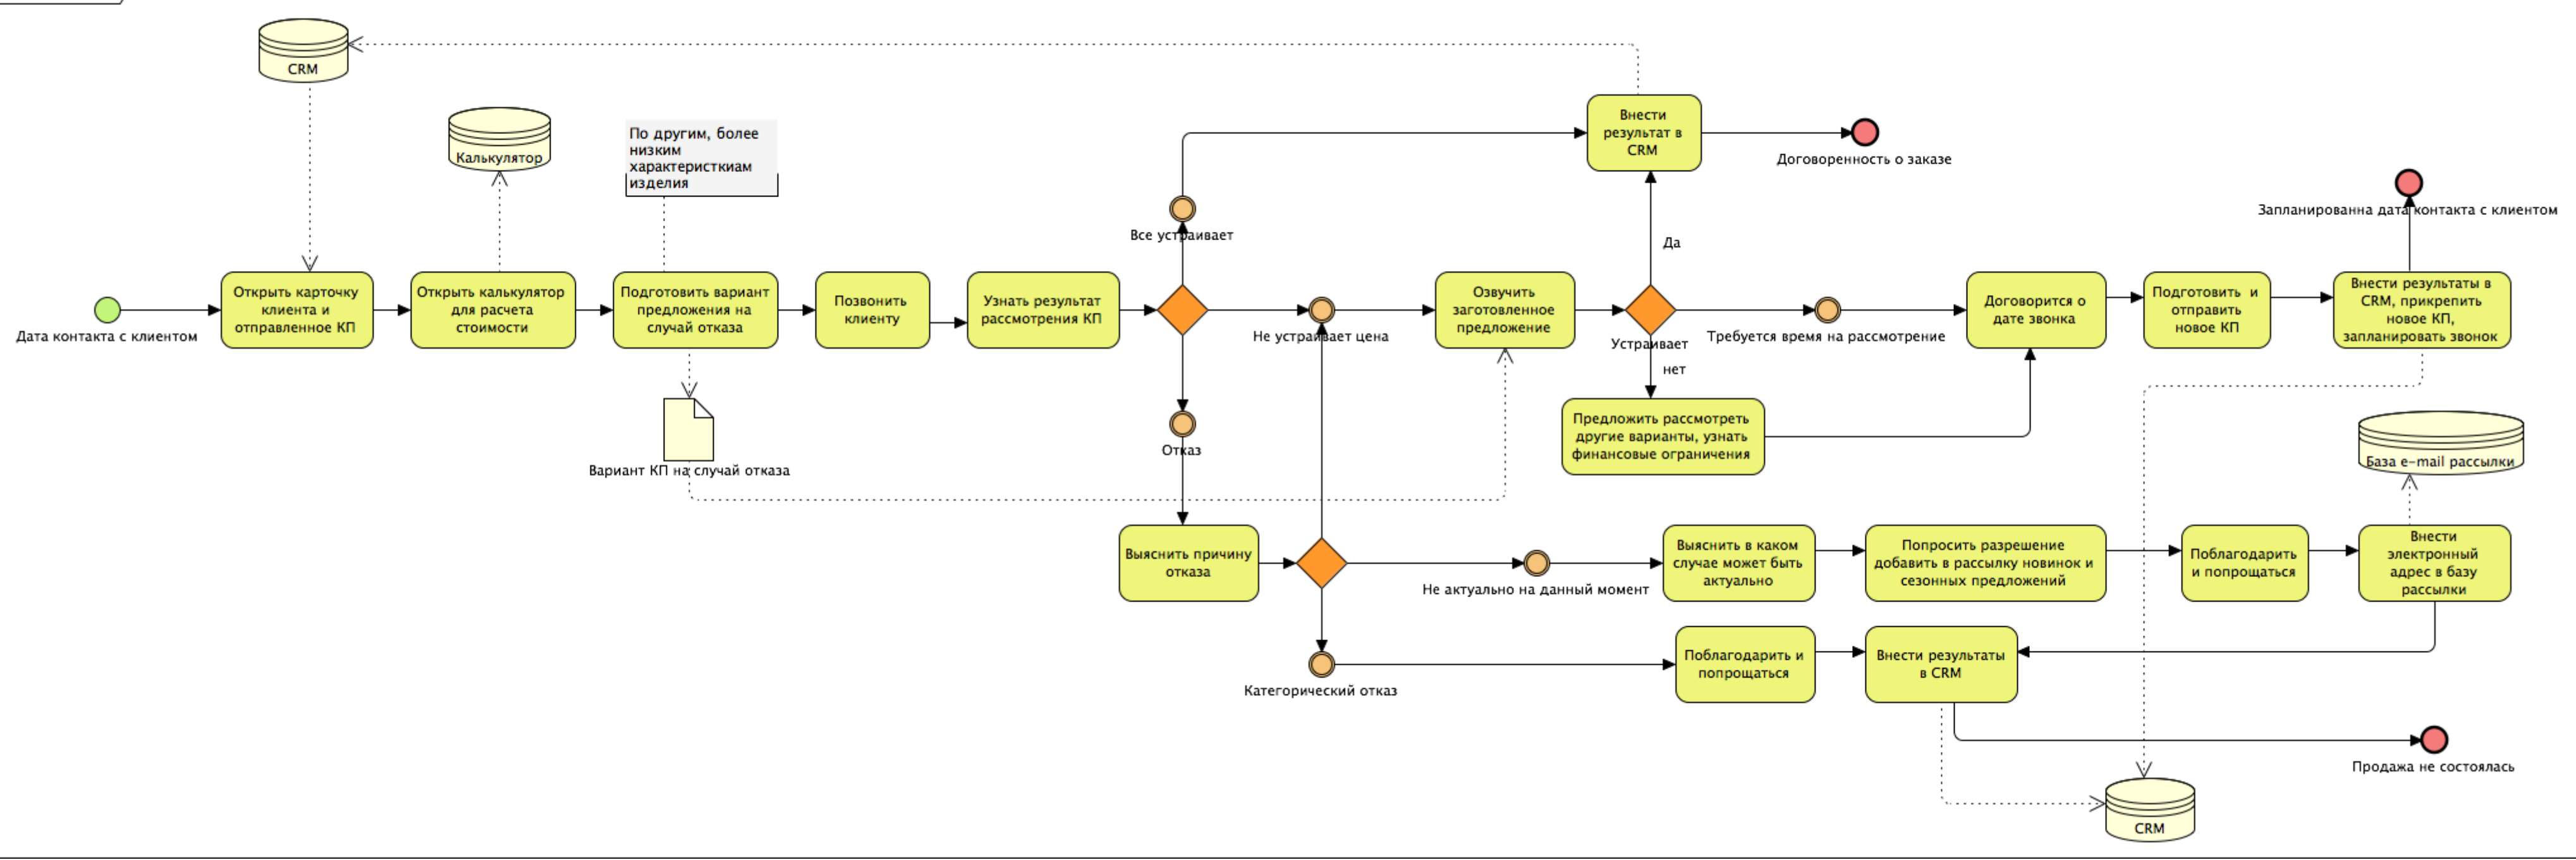 CRM
Калькулятор
По другим, более
низким
характеристкиам
изделия
Внести
результат в
CRM
Договоренность о заказе
Запланированна дата контакта с клиентом
Все устраивает
Да
Дата контакта с клиентом
Открыть карточку
клиента и
отправленное КП
Открыть калькулятор
для расчета
стоимости
Подготовить вариант
предложения на
случай отказа
Позвонить
клиенту
Узнать результат
рассмотрения КП
Не устраивает цена
Озвучить
заготовленное
предложение
Устраивает
Требуется время на рассмотрение
Договорится о
дате звонка
Подготовить и
отправить
новое КП
Внести результаты в
CRM, прикрепить
новое КП,
запланировать звонок
нет
Вариант КП на случай отказа
Отказ
Предложить рассмотреть
другие варианты, узнать
финансовые ограничения
База e-mail рассылки
Выяснить причину
отказа
Не актуально на данный момент
Выяснить в каком
случае может быть
актуально
Попросить разрешение
добавить в рассылку новинок и
сезонных предложений
Поблагодарить
и попрощаться
Внести
электронный
адрес в базу
рассылки
Категорический отказ
Поблагодарить и
попрощаться
Внести результаты
в CRM
Продажа не состоялась
CRM